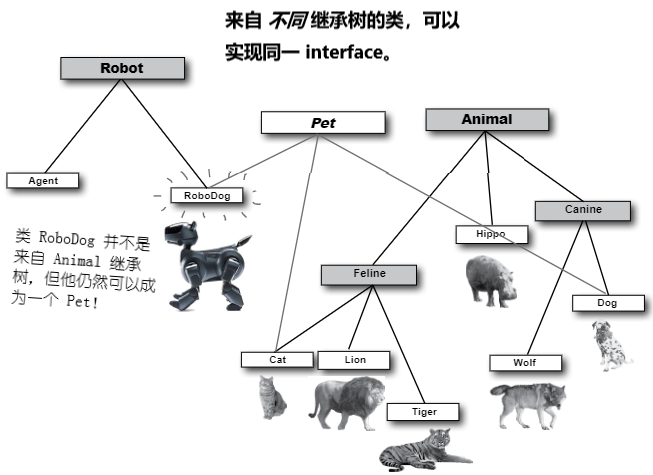 来自 不同 继承树的类，可以
实现同一 interface。
Robot
Pet
Animal
Agent
RoboDog
Canine
Hippo
类 RoboDog 并不是
来自 Animal 继承
树，但他仍然可以成
为一个 Pet！
Feline
Dog
Cat
Lion
Wolf
Tiger